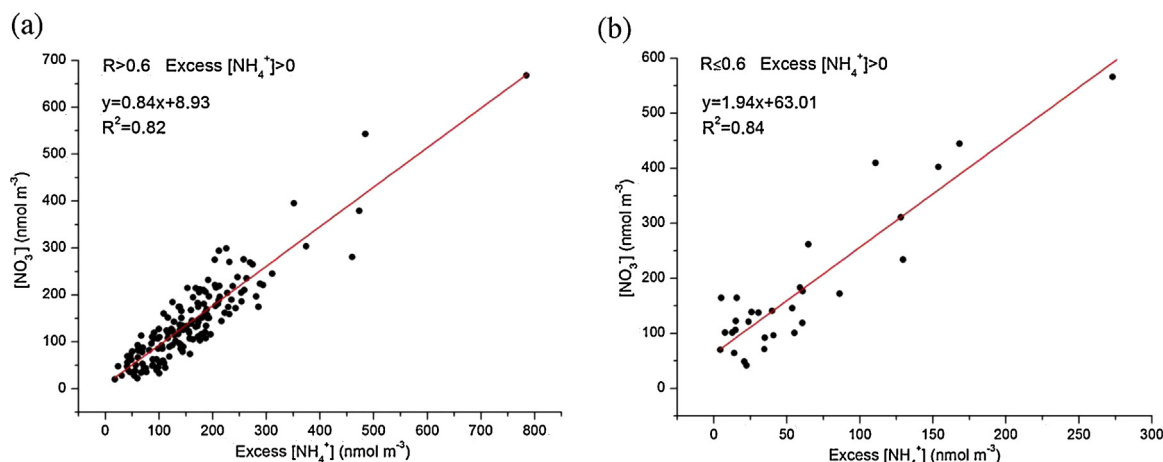 (a)
R>0.6 Excess [NH₄⁺]>0
y=0.84x+8.93
R²=0.82
[NO₃⁻] (nmol m⁻³)
700
600
500
400
300
200
100
0
0 100 200 300 400 500 600 700 800
Excess [NH₄⁺] (nmol m⁻³)
(b)
R≤0.6 Excess [NH₄⁺]>0
y=1.94x+63.01
R²=0.84
[NO₃⁻] (nmol m⁻³)
600
500
400
300
200
100
0
0 50 100 150 200 250 300
Excess [NH₄⁺] (nmol m⁻³)